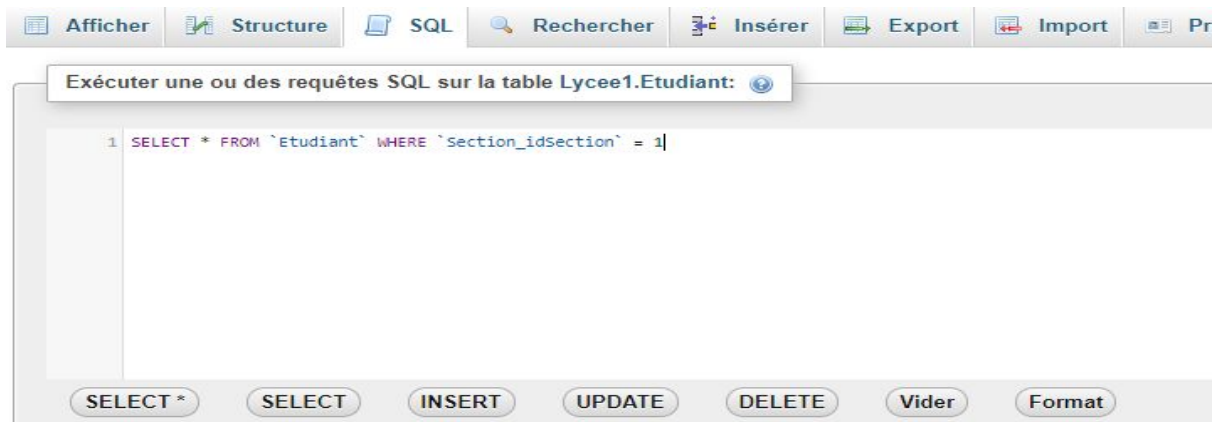 Afficher Structure SQL Rechercher Insérer Export Import Pr
Exécuter une ou des requêtes SQL sur la table Lycee1.Etudiant:
1 SELECT * FROM `Etudiant` WHERE `Section_idSection` = 1
SELECT * SELECT INSERT UPDATE DELETE Vider Format